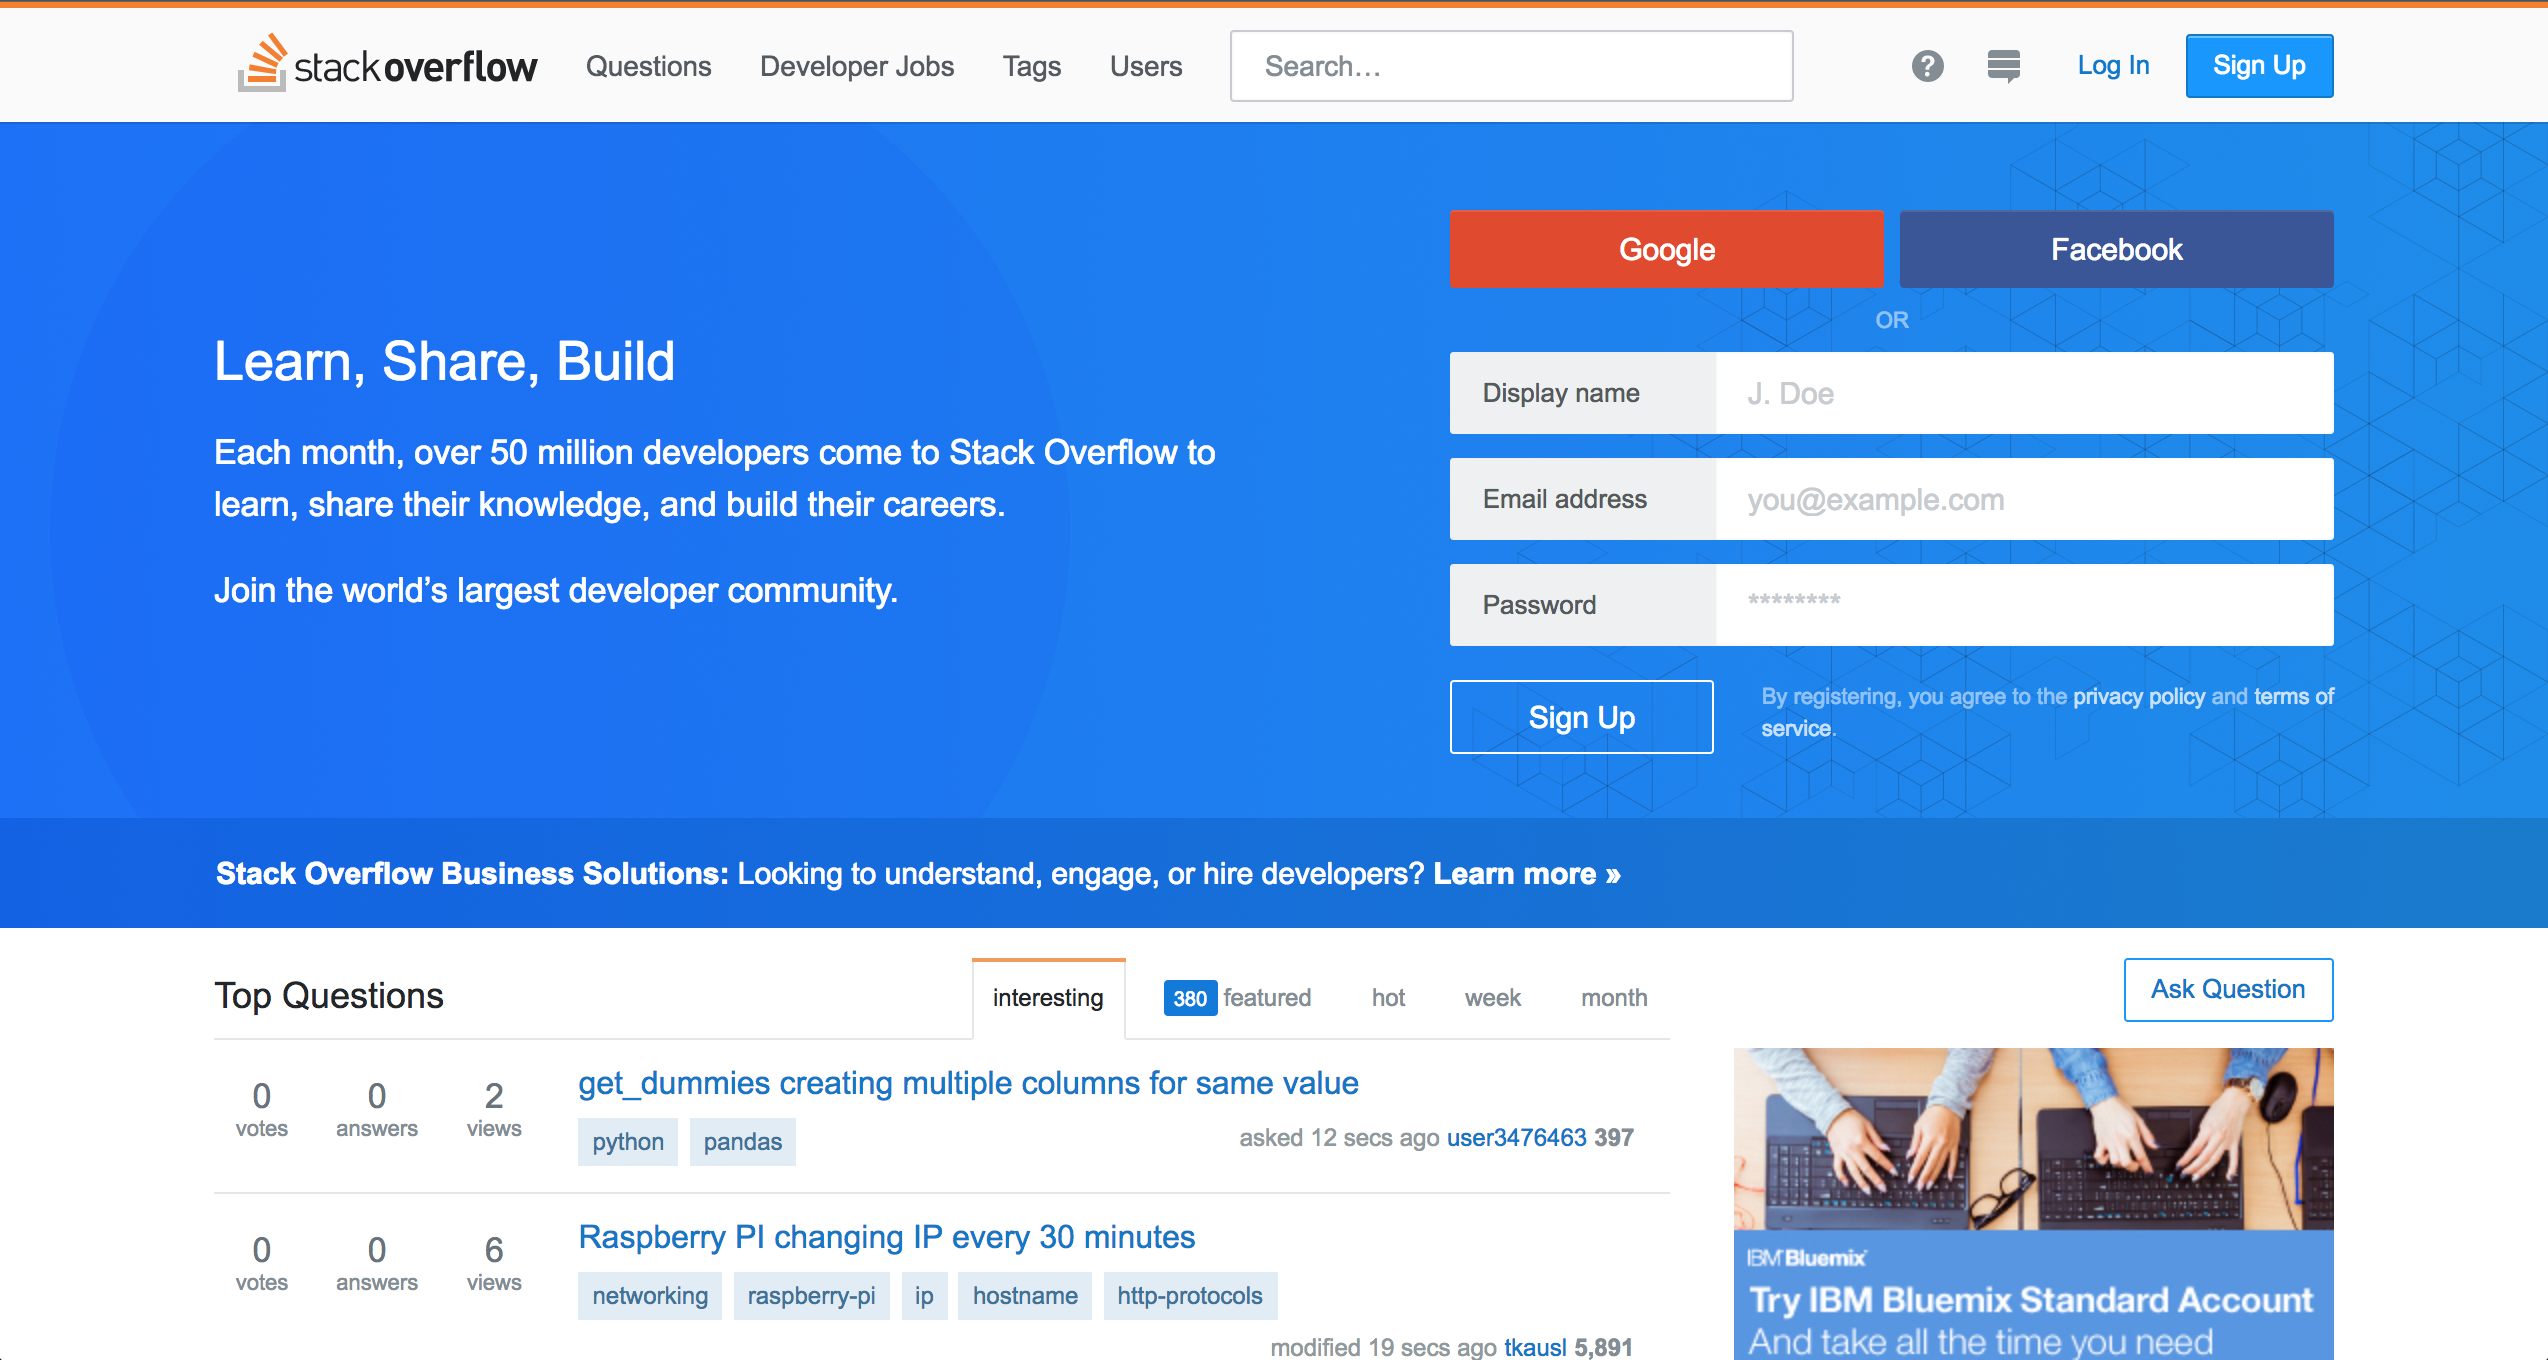 stackoverflow Questions Developer Jobs Tags Users Search… ? Log In Sign Up
Google Facebook
OR
Learn, Share, Build
Each month, over 50 million developers come to Stack Overflow to
learn, share their knowledge, and build their careers.
Join the world’s largest developer community.
Display name J. Doe
Email address you@example.com
Password ********
Sign Up
By registering, you agree to the privacy policy and terms of
service.
Stack Overflow Business Solutions: Looking to understand, engage, or hire developers? Learn more »
Top Questions interesting 380 featured hot week month
Ask Question
0 votes 0 answers 2 views
get_dummies creating multiple columns for same value
python pandas
asked 12 secs ago user3476463 397
0 votes 0 answers 6 views
Raspberry PI changing IP every 30 minutes
networking raspberry-pi ip hostname http-protocols
modified 19 secs ago tkausl 5,891
IBM Bluemix
Try IBM Bluemix Standard Account
And take all the time you need